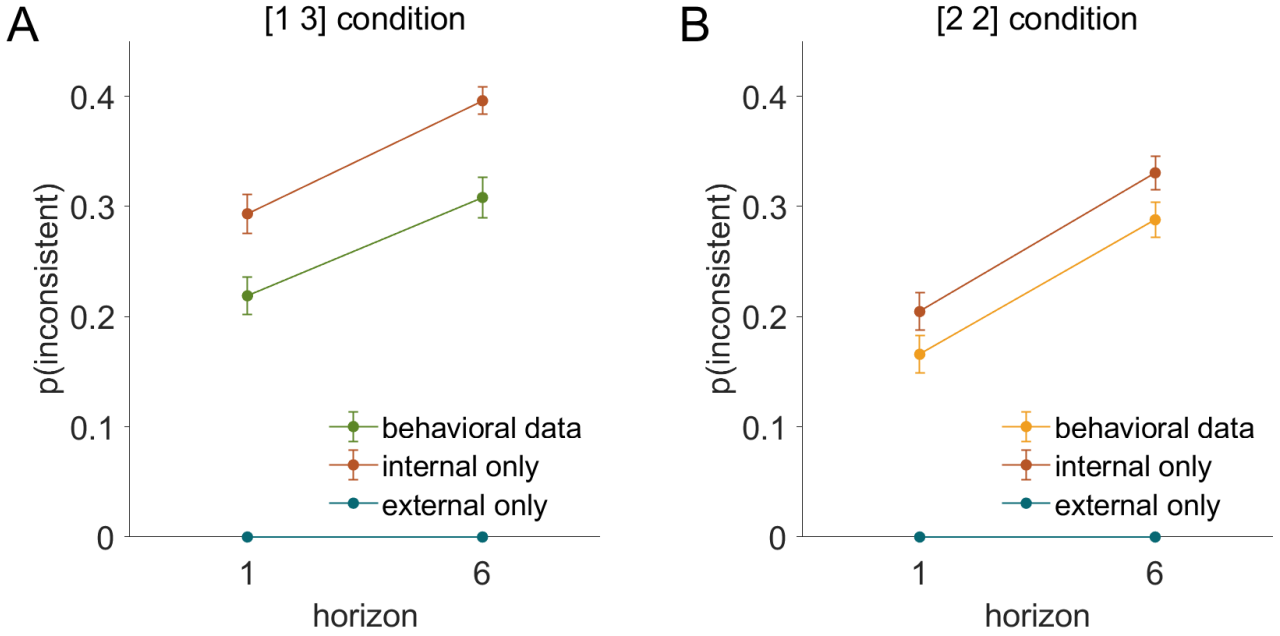 A
[1 3] condition
0.4
0.3
0.2
0.1
0
p(inconsistent)
behavioral data
internal only
external only
1 6
horizon
B
[2 2] condition
0.4
0.3
0.2
0.1
0
p(inconsistent)
behavioral data
internal only
external only
1 6
horizon